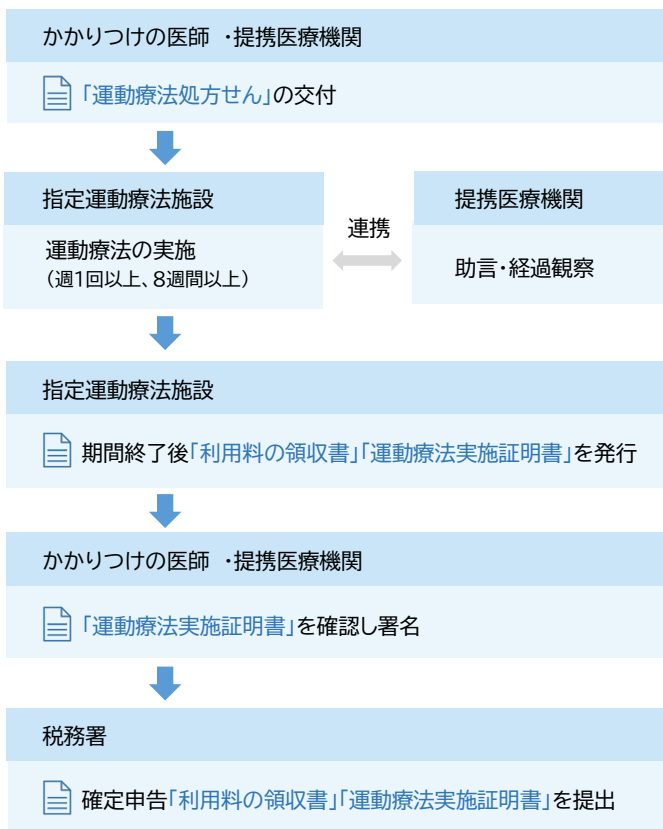 かかりつけの医師 ・提携医療機関
「運動療法処方せん」の交付
指定運動療法施設
運動療法の実施
（週1回以上、8週間以上）
連携
提携医療機関
助言・経過観察
指定運動療法施設
期間終了後「利用料の領収書」「運動療法実施証明書」を発行
かかりつけの医師 ・提携医療機関
「運動療法実施証明書」を確認し署名
税務署
確定申告「利用料の領収書」「運動療法実施証明書」を提出